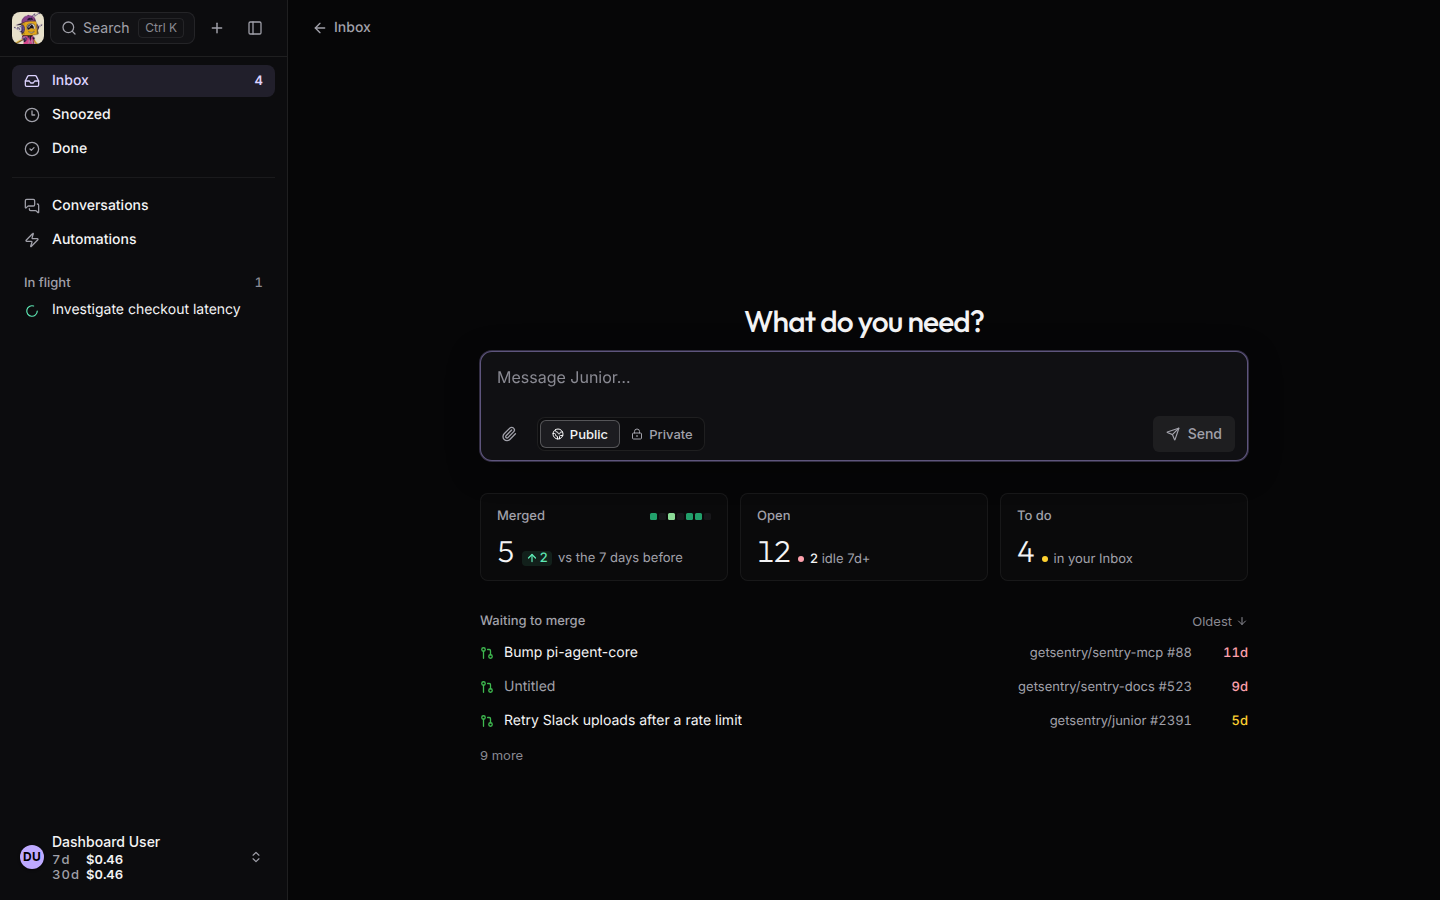 Search Ctrl K
Inbox 4
Snoozed
Done
Conversations
Automations
In flight 1
Investigate checkout latency
DU
Dashboard User
7d $0.46
30d $0.46
Inbox
What do you need?
Message Junior...
Public Private Send
Merged
5 2 vs the 7 days before
Open
12 2 idle 7d+
To do
4 in your Inbox
Waiting to merge Oldest
Bump pi-agent-core getsentry/sentry-mcp #88 11d
Untitled getsentry/sentry-docs #523 9d
Retry Slack uploads after a rate limit getsentry/junior #2391 5d
9 more